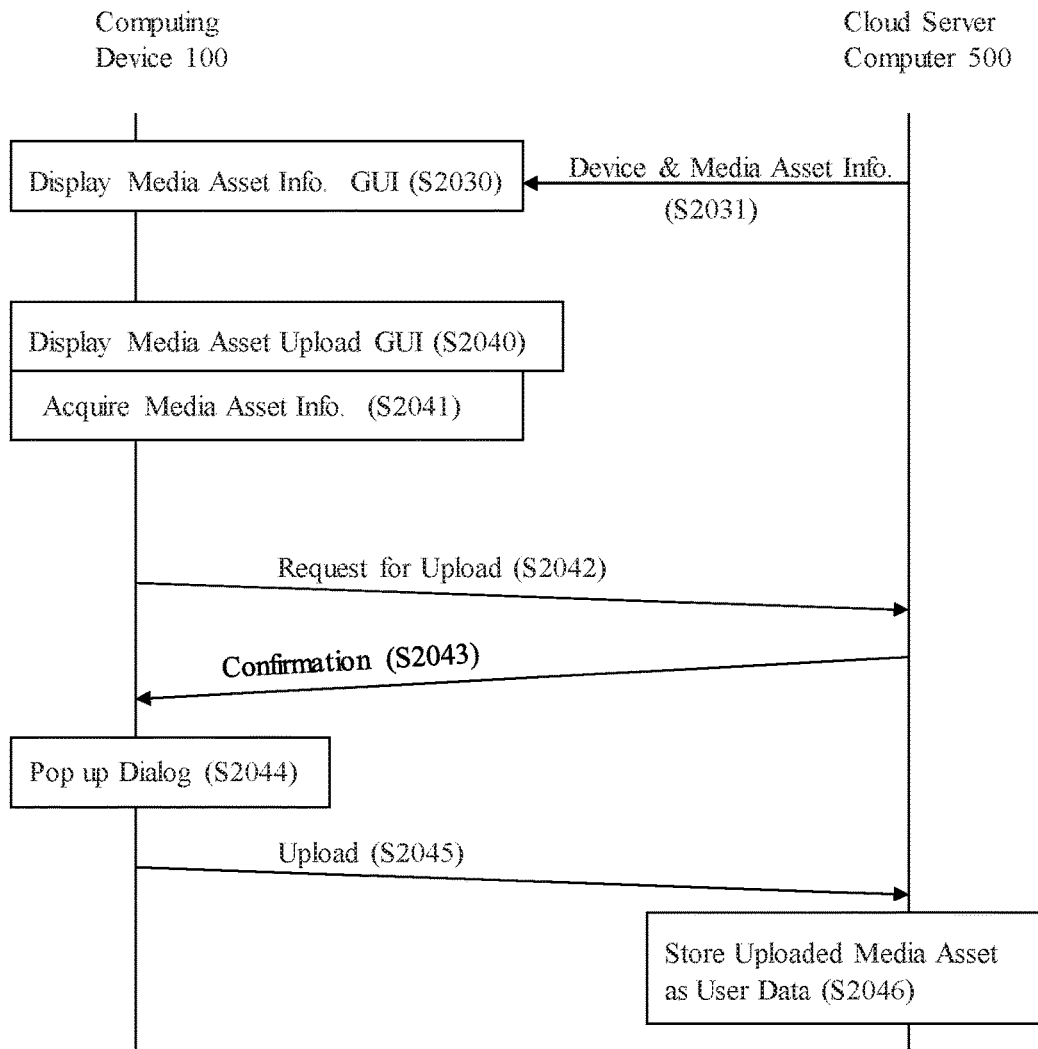 Computing
Device 100
Cloud Server
Computer 500
Display Media Asset Info. GUI (S2030)
Device & Media Asset Info.
(S2031)
Display Media Asset Upload GUI (S2040)
Acquire Media Asset Info. (S2041)
Request for Upload (S2042)
Confirmation (S2043)
Pop up Dialog (S2044)
Upload (S2045)
Store Uploaded Media Asset
as User Data (S2046)